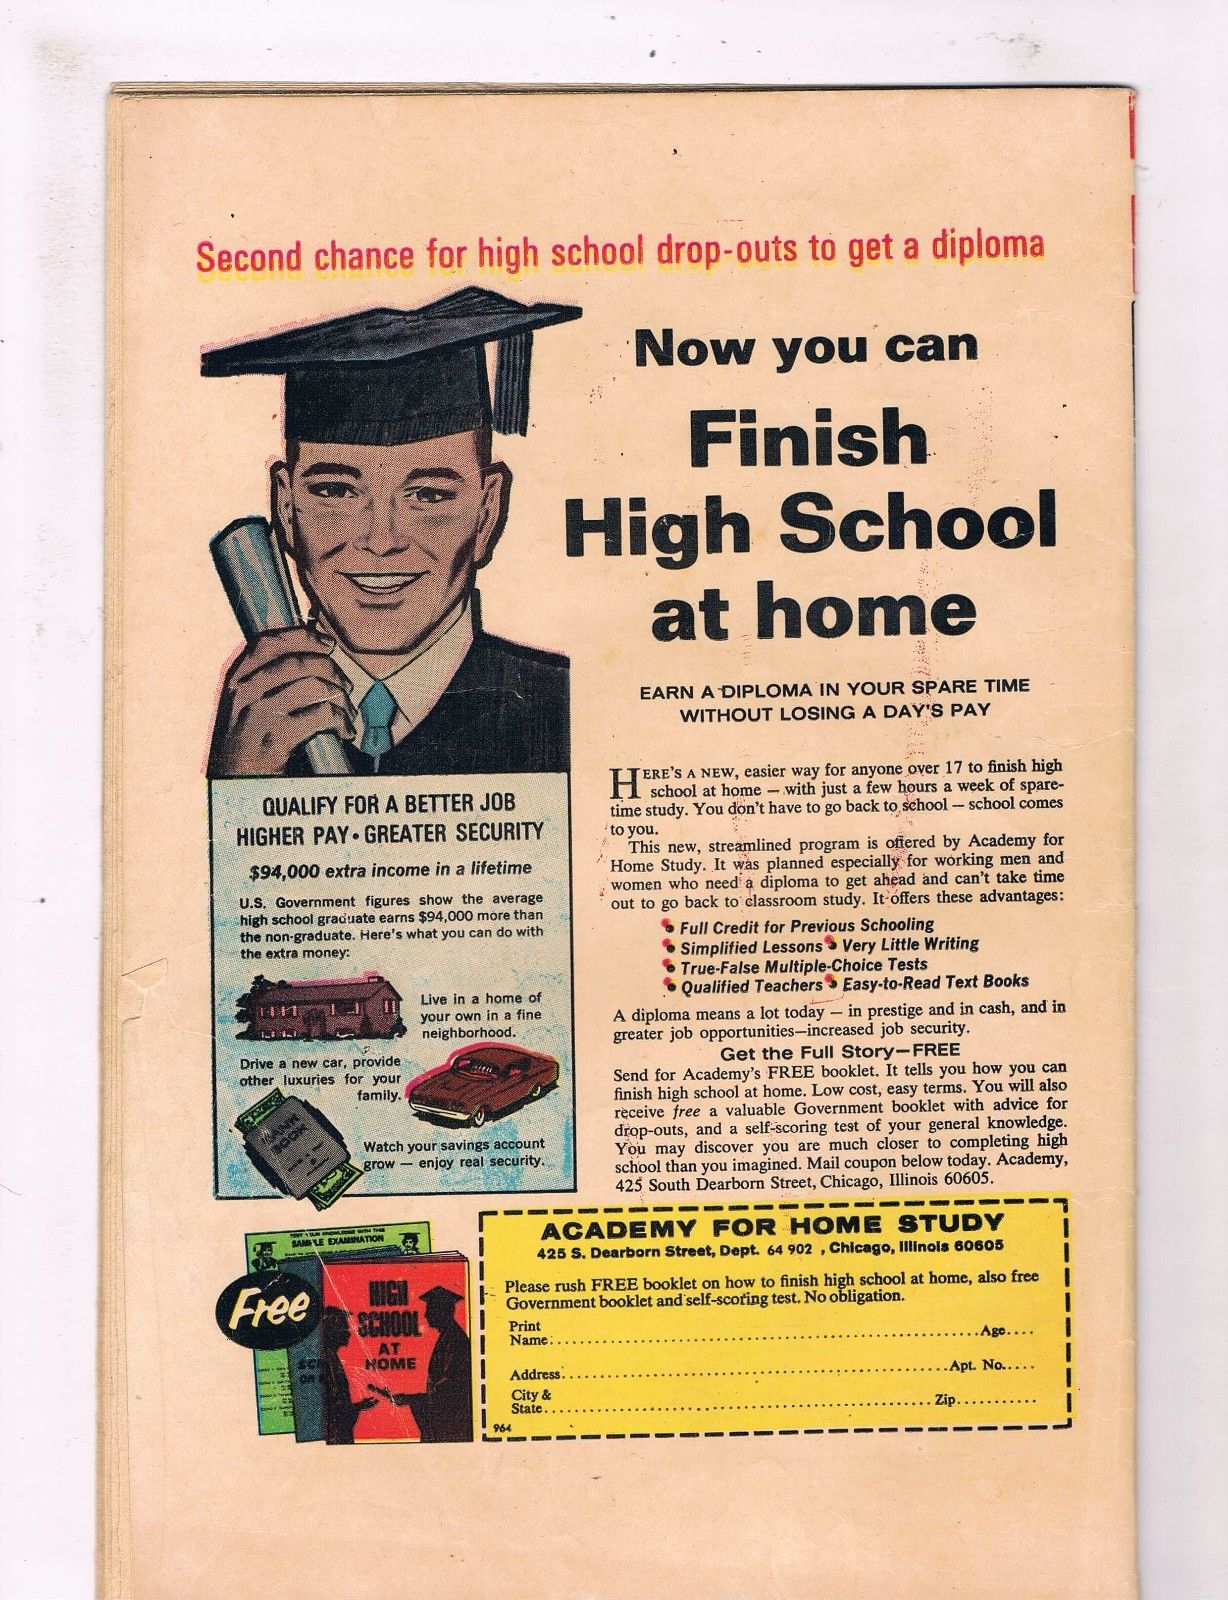 Second chance for high school drop-outs to get a diploma
Now you can
Finish
High School
at home
EARN A DIPLOMA IN YOUR SPARE TIME
WITHOUT LOSING A DAY'S PAY
HERE'S A NEW, easier way for anyone over 17 to finish high
school at home — with just a few hours a week of spare-
time study. You don't have to go back to school — school comes
to you.
This new, streamlined program is offered by Academy for
Home Study. It was planned especially for working men and
women who need a diploma to get ahead and can't take time
out to go back to classroom study. It offers these advantages:
• Full Credit for Previous Schooling
• Simplified Lessons • Very Little Writing
• True-False Multiple-Choice Tests
• Qualified Teachers • Easy-to-Read Text Books
A diploma means a lot today — in prestige and in cash, and in
greater job opportunities—increased job security.
Get the Full Story—FREE
Send for Academy's FREE booklet. It tells you how you can
finish high school at home. Low cost, easy terms. You will also
receive free a valuable Government booklet with advice for
drop-outs, and a self-scoring test of your general knowledge.
You may discover you are much closer to completing high
school than you imagined. Mail coupon below today. Academy,
425 South Dearborn Street, Chicago, Illinois 60605.
QUALIFY FOR A BETTER JOB
HIGHER PAY • GREATER SECURITY
$94,000 extra income in a lifetime
U.S. Government figures show the average
high school graduate earns $94,000 more than
the non-graduate. Here's what you can do with
the extra money:
Live in a home of
your own in a fine
neighborhood.
Drive a new car, provide
other luxuries for your
family.
BANK
BOOK
Watch your savings account
grow — enjoy real security.
TEST YOUR KNOWLEDGE WITH THIS
SAMPLE EXAMINATION
Free
HIGH
SCHOOL
AT
HOME
ACADEMY FOR HOME STUDY
425 S. Dearborn Street, Dept. 64 902 , Chicago, Illinois 60605
Please rush FREE booklet on how to finish high school at home, also free
Government booklet and self-scoring test. No obligation.
Print
Name: Age
Address: Apt. No.
City &
State Zip
964